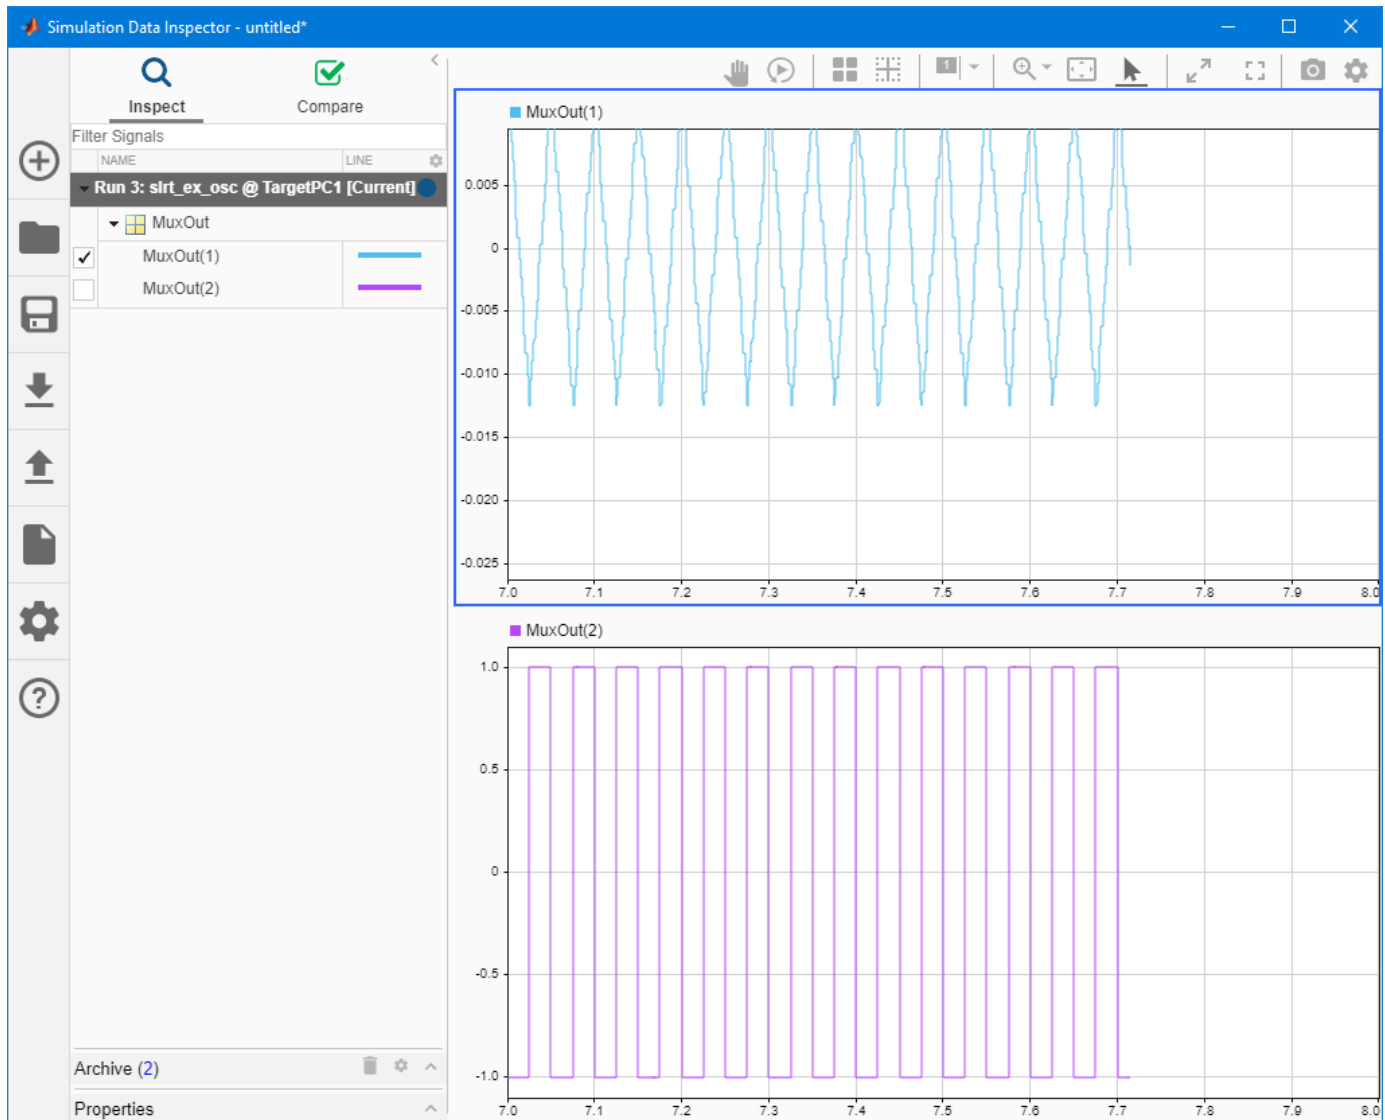 Simulation Data Inspector - untitled*
Inspect
Compare
Filter Signals
NAME
LINE
Run 3: slrt_ex_osc @ TargetPC1 [Current]
MuxOut
MuxOut(1)
MuxOut(2)
Archive (2)
Properties
1
MuxOut(1)
0.005
0
-0.005
-0.010
-0.015
-0.020
-0.025
7.0 7.1 7.2 7.3 7.4 7.5 7.6 7.7 7.8 7.9 8.0
MuxOut(2)
1.0
0.5
0
-0.5
-1.0
7.0 7.1 7.2 7.3 7.4 7.5 7.6 7.7 7.8 7.9 8.0